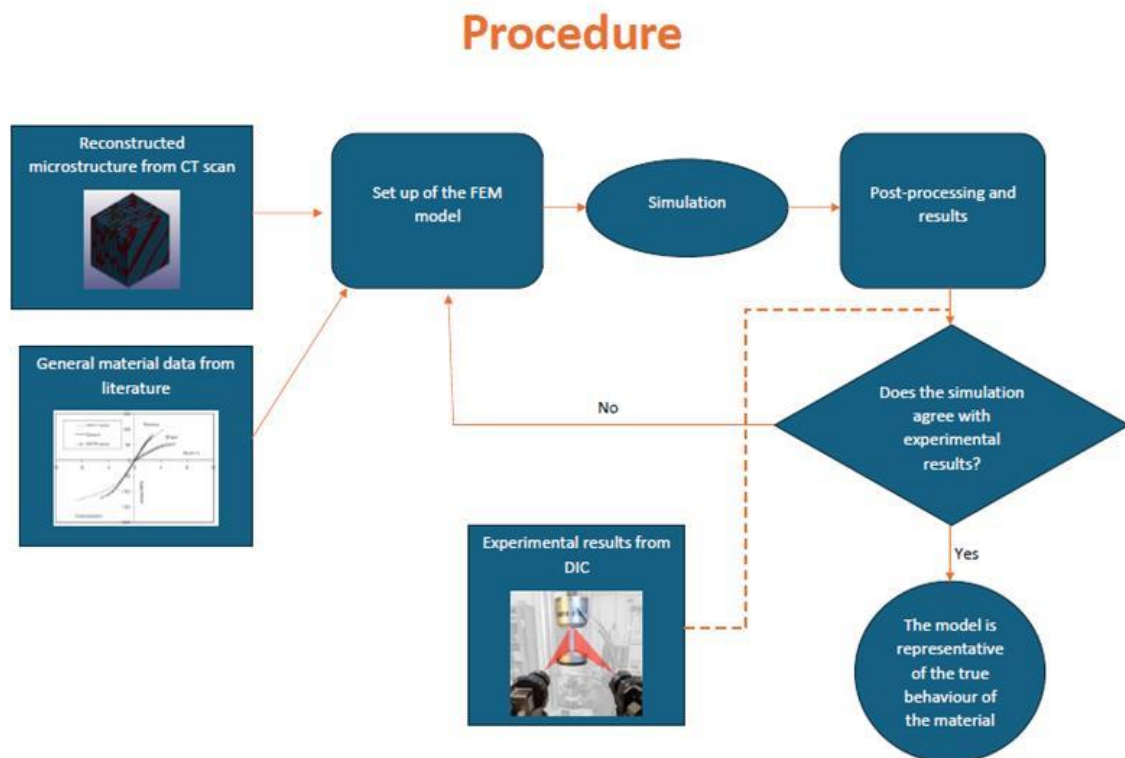 Procedure
Reconstructed
microstructure from CT scan
Set up of the FEM
model
Simulation
Post-processing and
results
General material data from
literature
No
Does the simulation
agree with
experimental
results?
Experimental results from
DIC
Yes
The model is
representative
of the true
behaviour of
the material